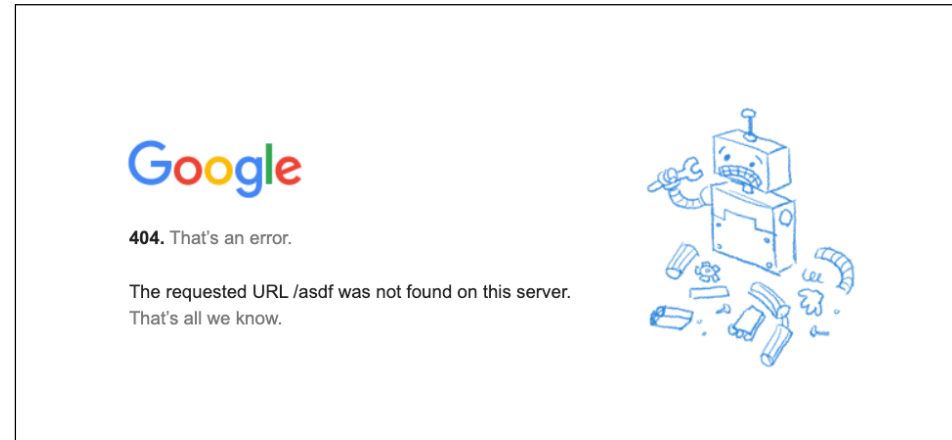 Google
404. That’s an error.
The requested URL /asdf was not found on this server.
That’s all we know.